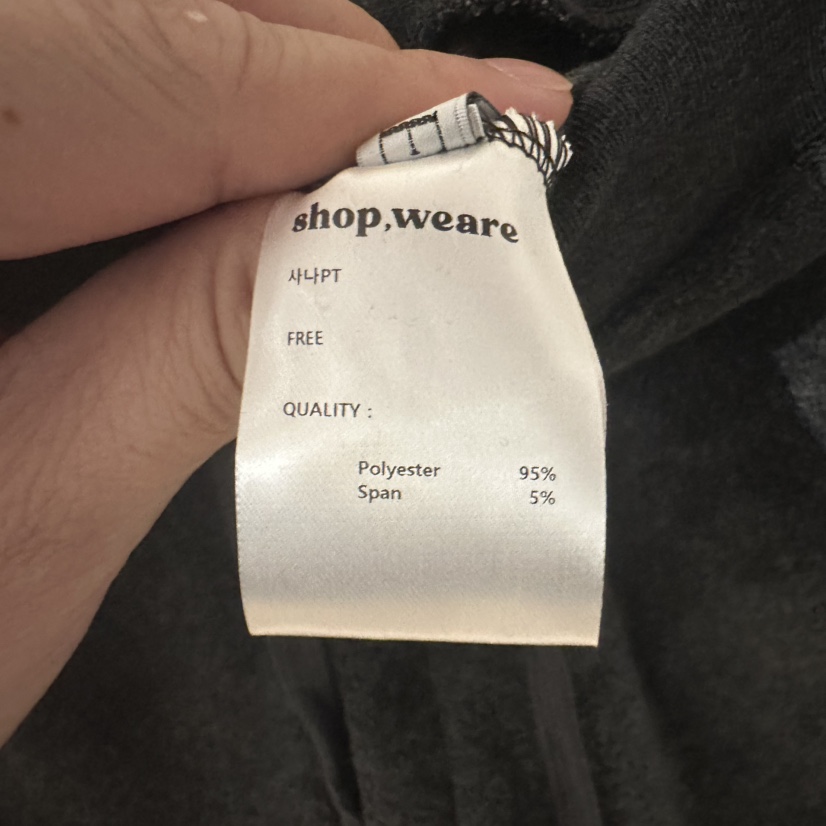 shop,weare
사나PT
FREE
QUALITY :
Polyester 95%
Span 5%